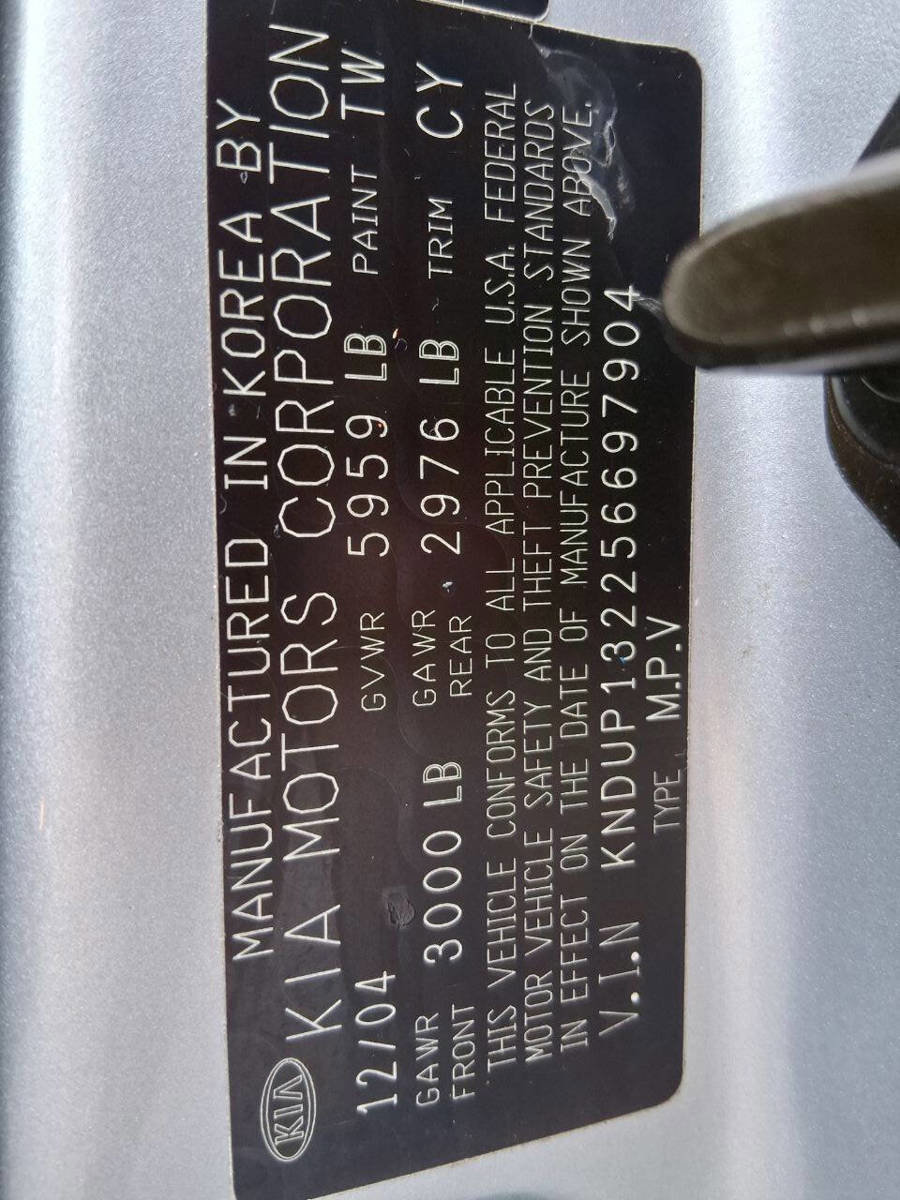 MANUFACTURED IN KOREA BY
KIA KIA MOTORS CORPORATION
12/04 GVWR 5959 LB PAINT TW
GAWR 3000 LB GAWR 2976 LB TRIM CY
FRONT REAR
THIS VEHICLE CONFORMS TO ALL APPLICABLE U.S.A. FEDERAL
MOTOR VEHICLE SAFETY AND THEFT PREVENTION STANDARDS
IN EFFECT ON THE DATE OF MANUFACTURE SHOWN ABOVE.
V.I.N KNDUP132256697904
TYPE M.P.V